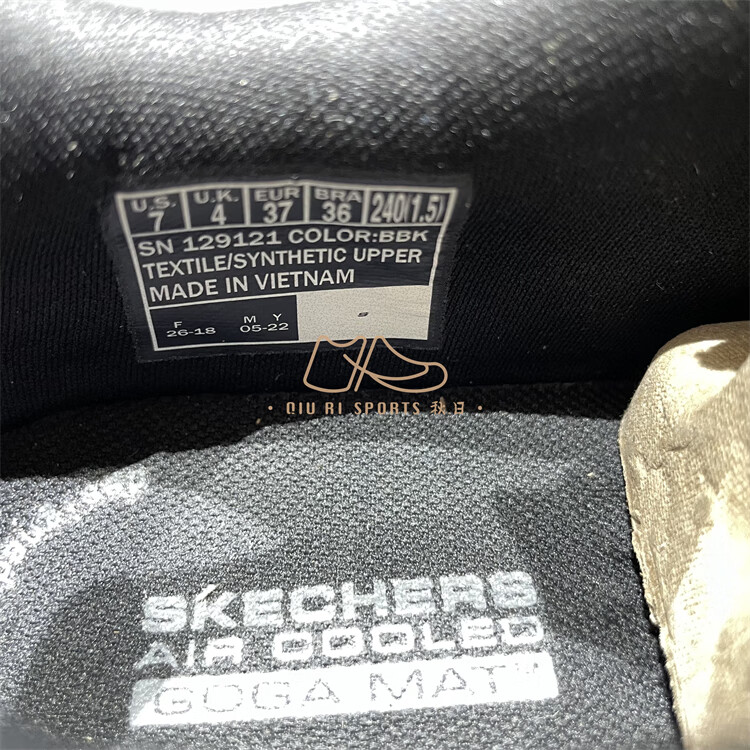 U.S. U.K. EUR BRA 240(1.5)
7 4 37 36
SN 129121 COLOR:BBK
TEXTILE/SYNTHETIC UPPER
MADE IN VIETNAM
F M Y S
26-18 05-22
• QIU RI SPORTS 秋日 •
SKECHERS
AIR COOLED
GOGA MAT